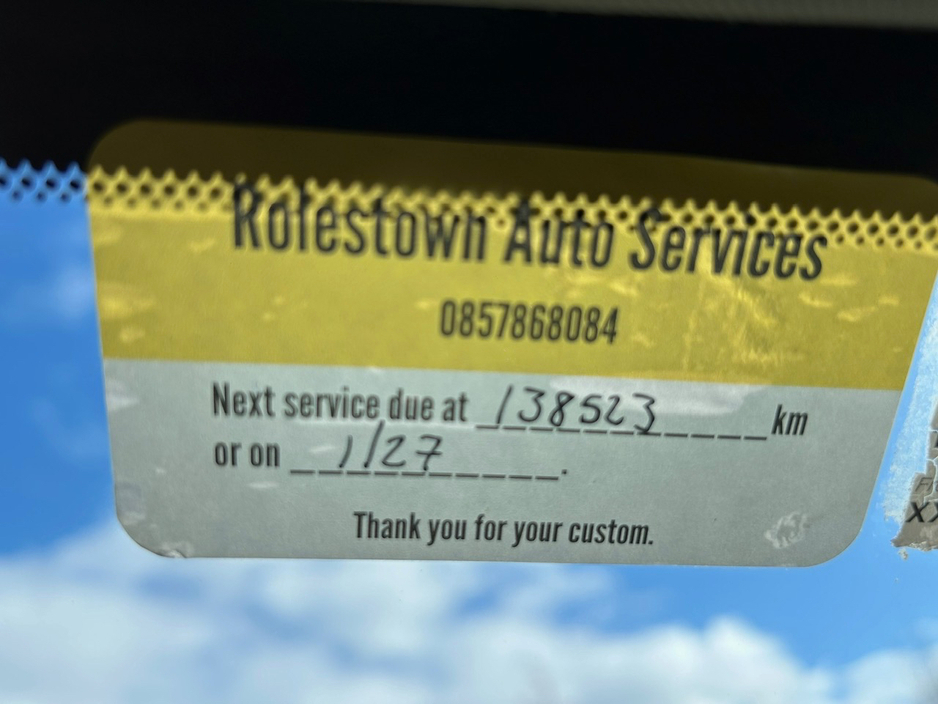 Rolestown Auto Services
0857868084
Next service due at 138523 km
or on 1/27.
Thank you for your custom.